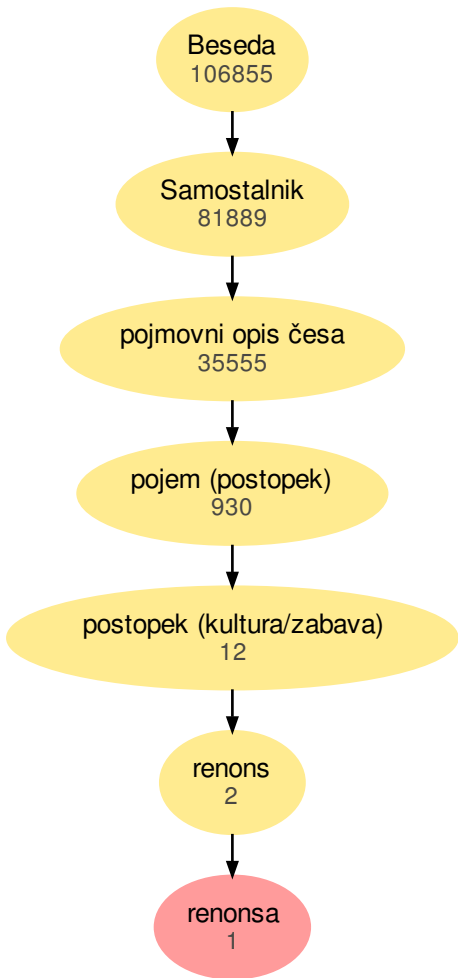 Beseda
106855
Samostalnik
81889
pojmovni opis česa
35555
pojem (postopek)
930
postopek (kultura/zabava)
12
renons
2
renonsa
1